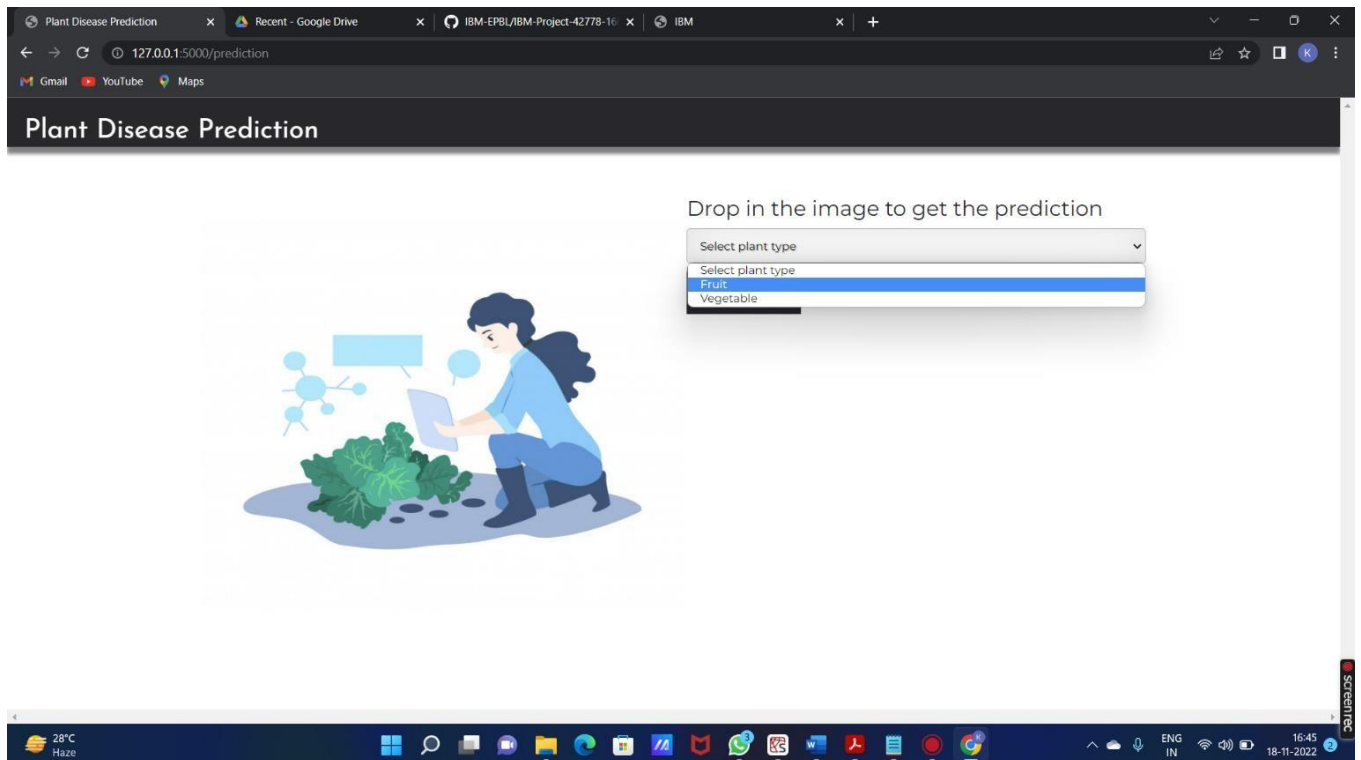 Plant Disease Prediction
Recent - Google Drive
IBM-EPBL/IBM-Project-42778-16
IBM
127.0.0.1:5000/prediction
K
Gmail
YouTube
Maps
Plant Disease Prediction
Drop in the image to get the prediction
Select plant type
Select plant type
Fruit
Vegetable
screenrec
28°C
Haze
ENG
IN
16:45
18-11-2022
2